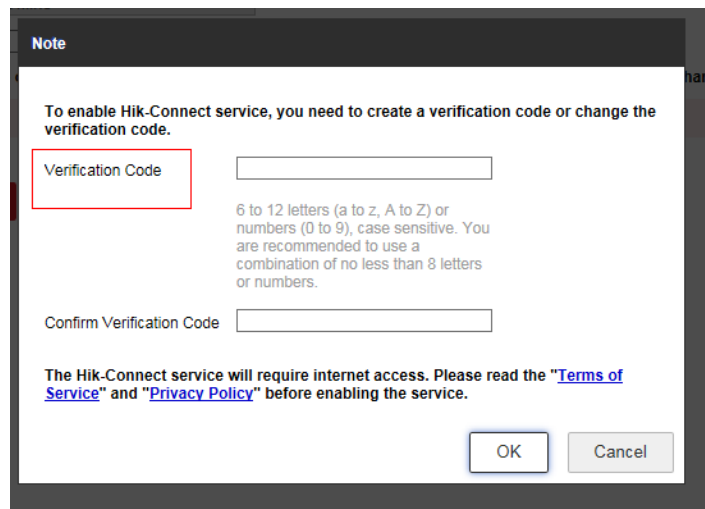 Note
To enable Hik-Connect service, you need to create a verification code or change the
verification code.
Verification Code
6 to 12 letters (a to z, A to Z) or
numbers (0 to 9), case sensitive. You
are recommended to use a
combination of no less than 8 letters
or numbers.
Confirm Verification Code
The Hik-Connect service will require internet access. Please read the "Terms of
Service" and "Privacy Policy" before enabling the service.
OK
Cancel